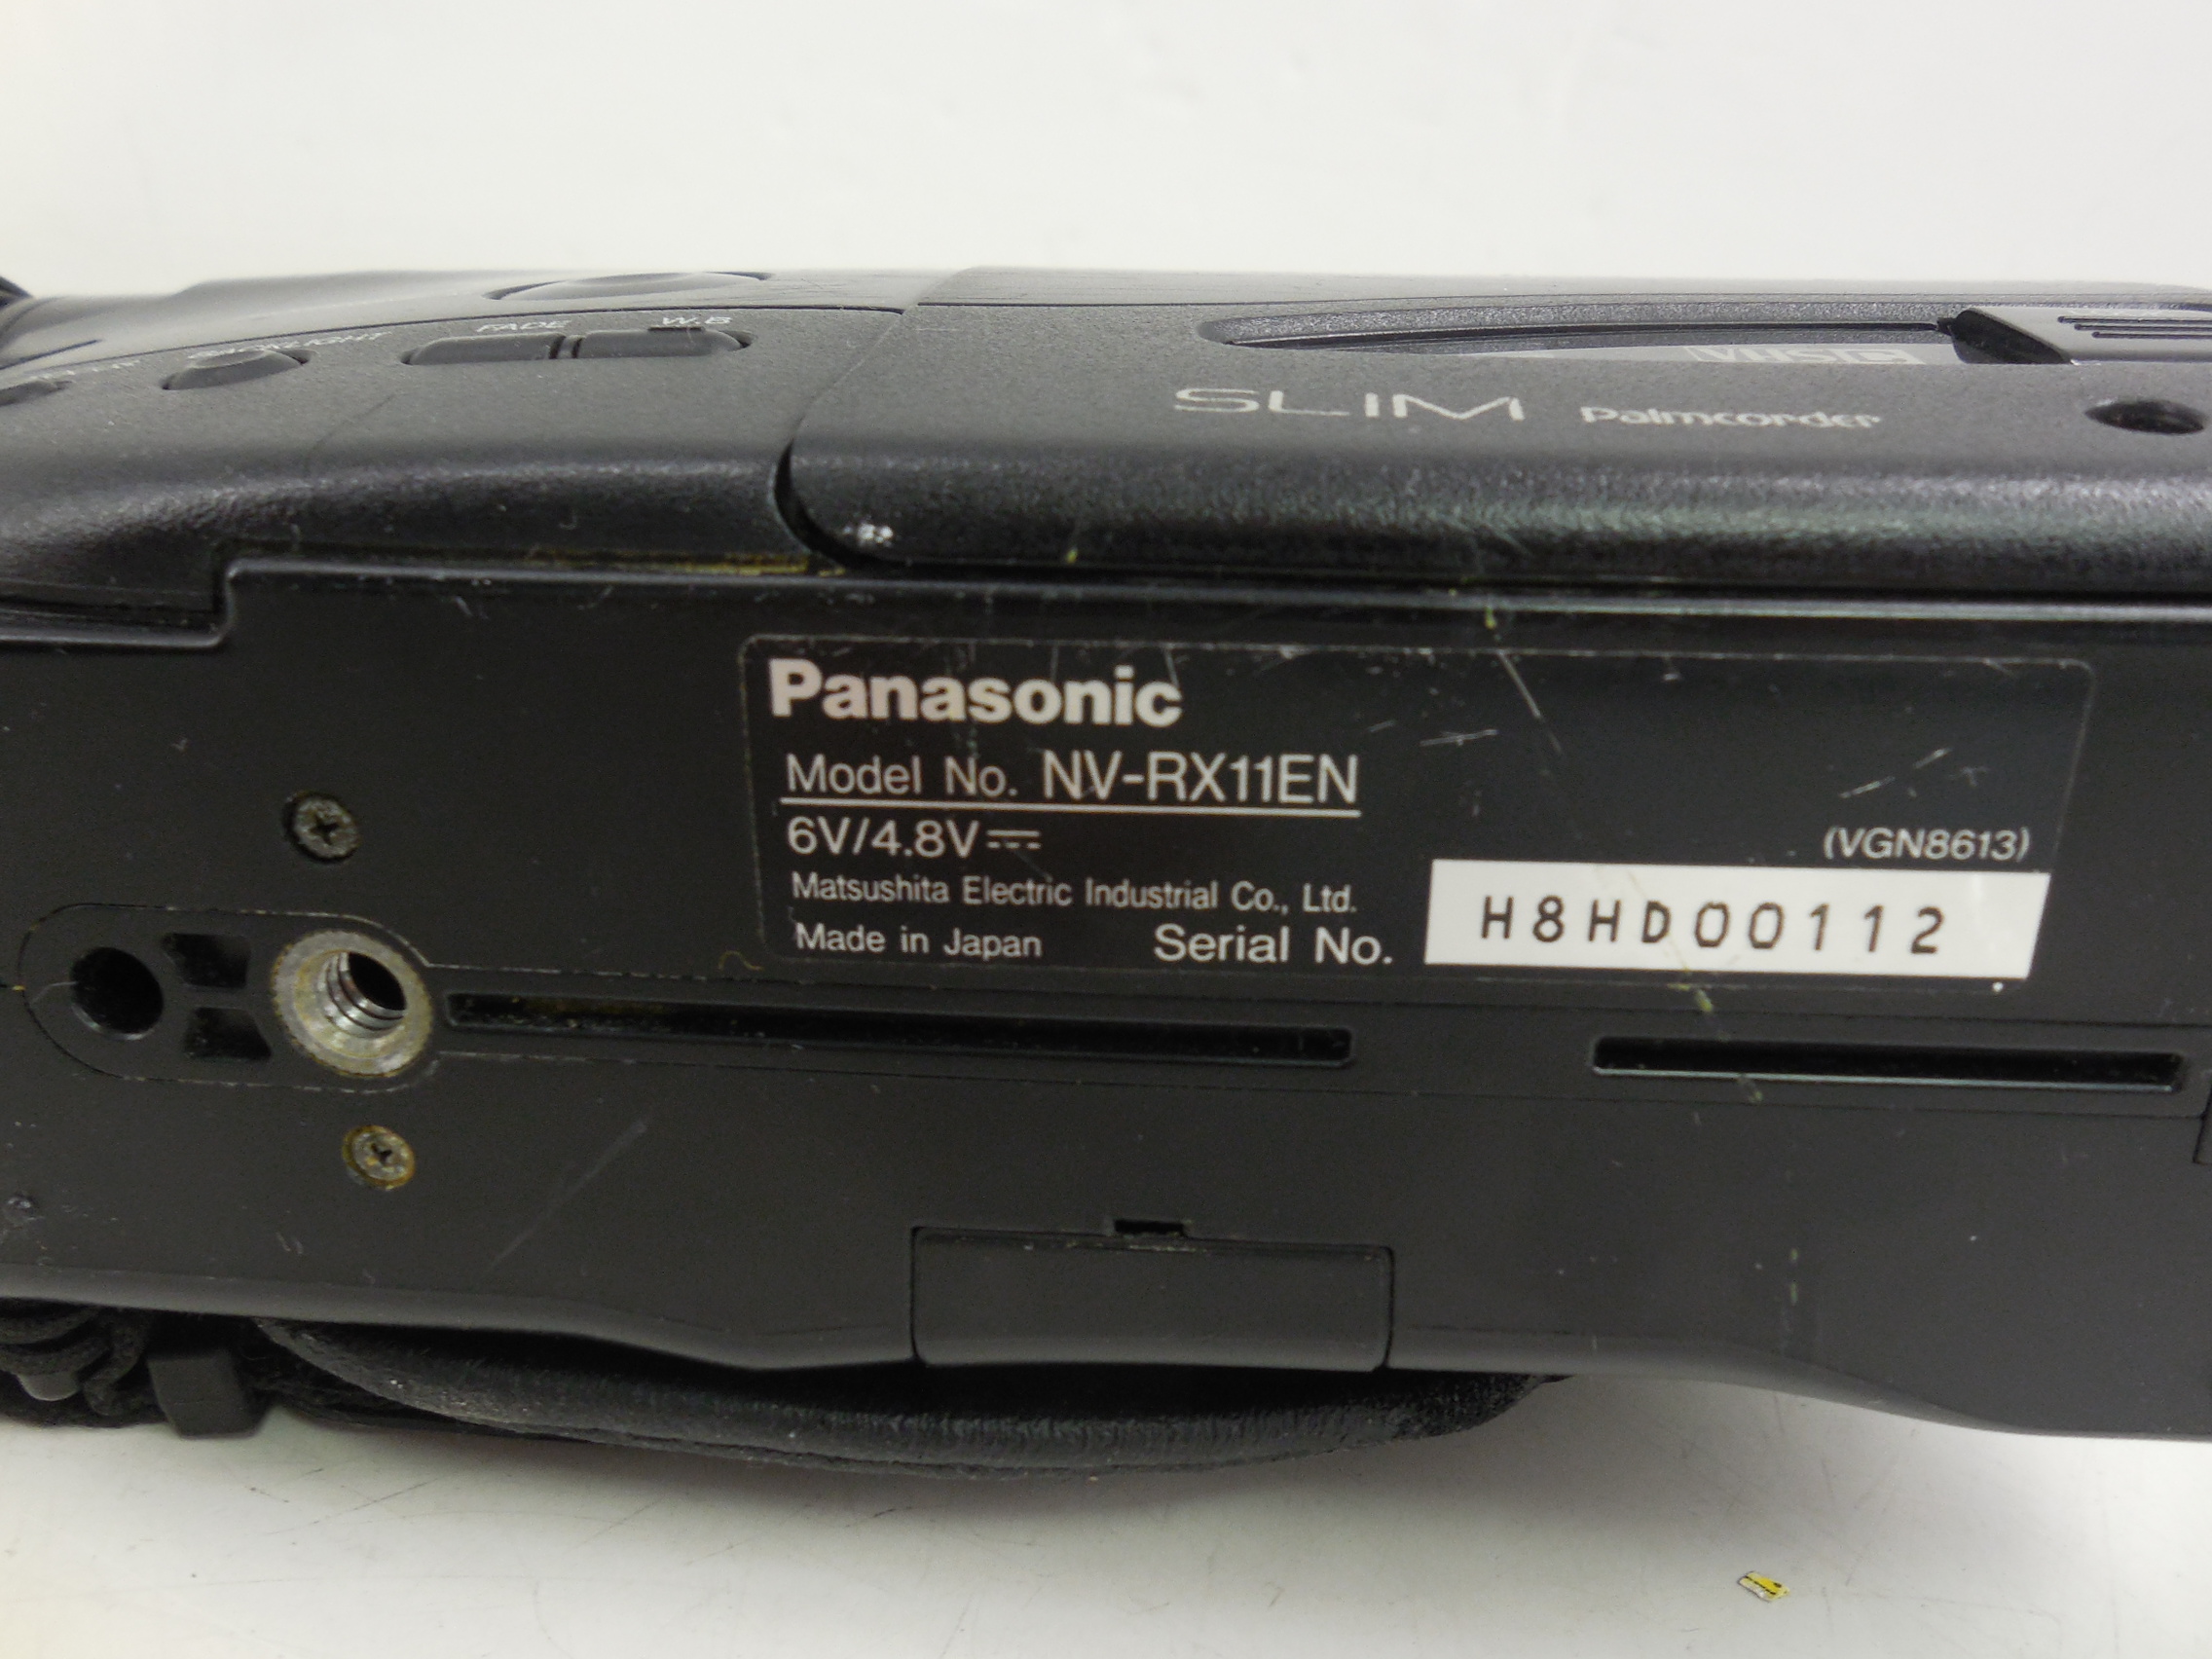 BACKLIGHT
FADE W.B
VHS C
SLIM Palmcorder
Panasonic
Model No. NV-RX11EN
6V/4.8V
(VGN8613)
Matsushita Electric Industrial Co., Ltd.
Made in Japan Serial No. H8HD00112